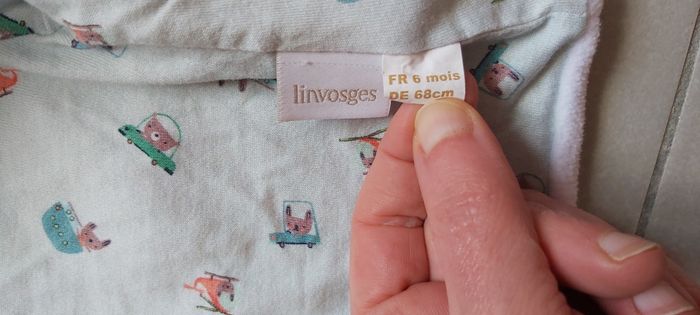 linvosges
FR 6 mois
DE 68cm